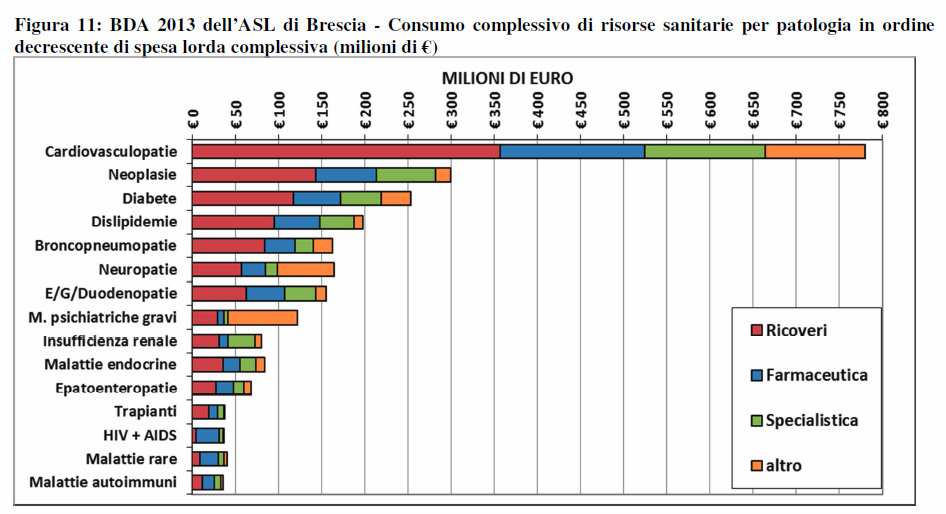 Figura 11: BDA 2013 dell’ASL di Brescia - Consumo complessivo di risorse sanitarie per patologia in ordine
decrescente di spesa lorda complessiva (milioni di €)
MILIONI DI EURO
€ 0 € 50 € 100 € 150 € 200 € 250 € 300 € 350 € 400 € 450 € 500 € 550 € 600 € 650 € 700 € 750 € 800
Cardiovasculopatie
Neoplasie
Diabete
Dislipidemie
Broncopneumopatie
Neuropatie
E/G/Duodenopatie
M. psichiatriche gravi
Insufficienza renale
Malattie endocrine
Epatoenteropatie
Trapianti
HIV + AIDS
Malattie rare
Malattie autoimmuni
Ricoveri
Farmaceutica
Specialistica
altro